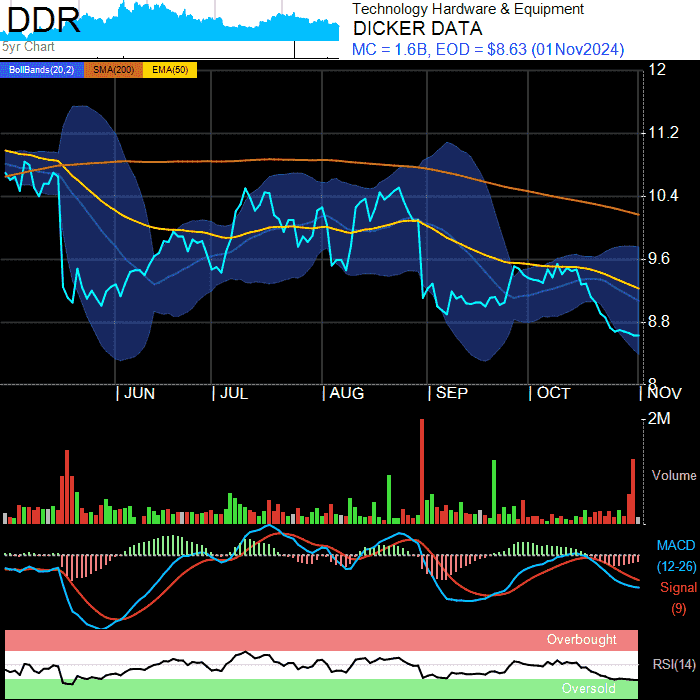 DDR
Technology Hardware & Equipment
DICKER DATA
MC = 1.6B, EOD = $8.63 (01Nov2024)
5yr Chart
BollBands(20,2) SMA(200) EMA(50)
12
11.2
10.4
9.6
8.8
8
JUN JUL AUG SEP OCT NOV
2M
Volume
MACD
(12-26)
Signal
(9)
Overbought
RSI(14)
Oversold